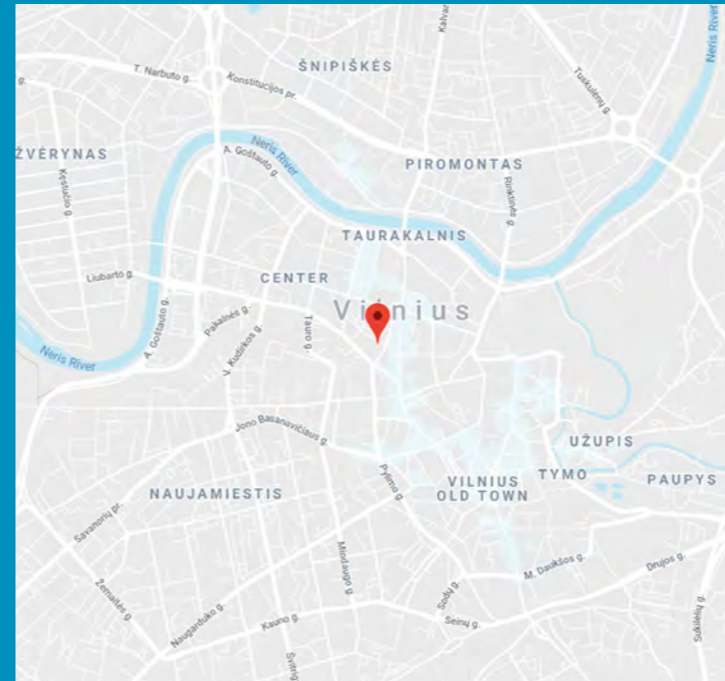 Kalvar
ŠNIPIŠKĖS
T. Narbuto g.
Konstitucijos pr.
Tuskulėnų g.
Neris River
g.
ŽVĖRYNAS
Neris River
A. Goštauto g.
PIROMONTAS
Kęstučio g.
Rinktinės g.
TAURAKALNIS
Liubarto g.
CENTER
Vilnius
A. Goštauto g.
Pakalnės g.
V. Kudirkos g.
Tauro g.
Neris River
Jono Basanavičiaus g.
UŽUPIS
NAUJAMIESTIS
Pylimo g.
VILNIUS
OLD TOWN
TYMO
PAUPYS
Savanorių pr.
Mindaugo g.
M. Daukšos g.
Drujos g.
Žemaitės g.
Naugarduko g.
Kauno g.
Sodų g.
Seinų g.
Sukilėlių g.
Švitrig